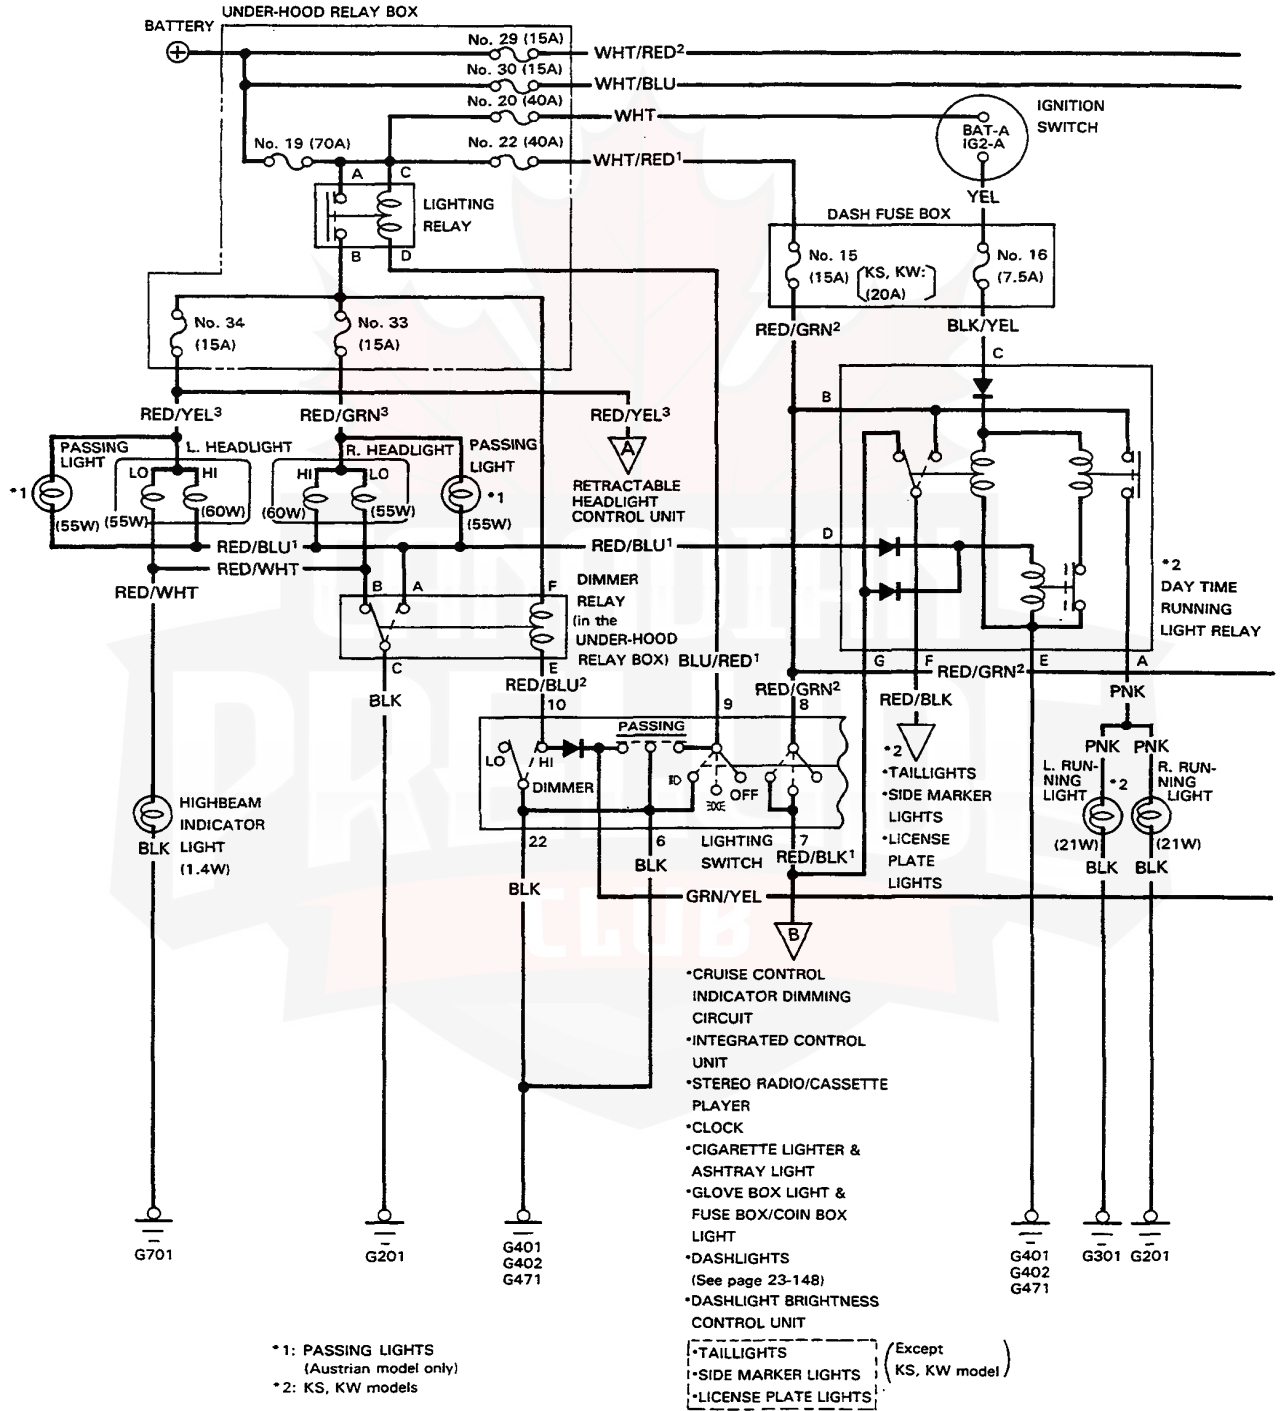 UNDER-HOOD RELAY BOX
BATTERY
No. 29 (15A)
WHT/RED2
No. 30 (15A)
WHT/BLU
No. 20 (40A)
WHT
IGNITION
SWITCH
BAT-A
IG2-A
No. 19 (70A)
No. 22 (40A)
WHT/RED1
A
C
LIGHTING
RELAY
B
D
YEL
DASH FUSE BOX
No. 15
(15A)
(KS, KW:
(20A)
No. 16
(7.5A)
No. 34
(15A)
No. 33
(15A)
RED/GRN2
BLK/YEL
C
B
RED/YEL3
RED/GRN3
RED/YEL3
A
RETRACTABLE
HEADLIGHT
CONTROL UNIT
PASSING
LIGHT
L. HEADLIGHT
R. HEADLIGHT
PASSING
LIGHT
LO
HI
HI
LO
*1
*1
(55W)
(55W)
(60W)
(60W)
(55W)
(55W)
RED/BLU1
RED/BLU1
D
RED/WHT
RED/WHT
B
A
F
DIMMER
RELAY
(in the
UNDER-HOOD
RELAY BOX)
*2
DAY TIME
RUNNING
LIGHT RELAY
C
E
BLU/RED1
G
F
RED/GRN2
E
A
BLK
RED/BLU2
RED/GRN2
RED/BLK
PNK
10
9
8
PASSING
LO
HI
DIMMER
OFF
*2
•TAILLIGHTS
•SIDE MARKER
LIGHTS
•LICENSE
PLATE
LIGHTS
PNK
PNK
L. RUN-
NING
LIGHT
*2
R. RUN-
NING
LIGHT
(21W)
(21W)
HIGHBEAM
INDICATOR
LIGHT
(1.4W)
BLK
22
6
LIGHTING
SWITCH
7
BLK
RED/BLK1
BLK
BLK
BLK
GRN/YEL
B
CANADIAN
PRELUDE
CLUB
•CRUISE CONTROL
INDICATOR DIMMING
CIRCUIT
•INTEGRATED CONTROL
UNIT
•STEREO RADIO/CASSETTE
PLAYER
•CLOCK
•CIGARETTE LIGHTER &
ASHTRAY LIGHT
•GLOVE BOX LIGHT &
FUSE BOX/COIN BOX
LIGHT
•DASHLIGHTS
(See page 23-148)
•DASHLIGHT BRIGHTNESS
CONTROL UNIT
•TAILLIGHTS
•SIDE MARKER LIGHTS
•LICENSE PLATE LIGHTS
(Except
KS, KW model)
G701
G201
G401
G402
G471
G401
G402
G471
G301
G201
*1: PASSING LIGHTS
(Austrian model only)
*2: KS, KW models